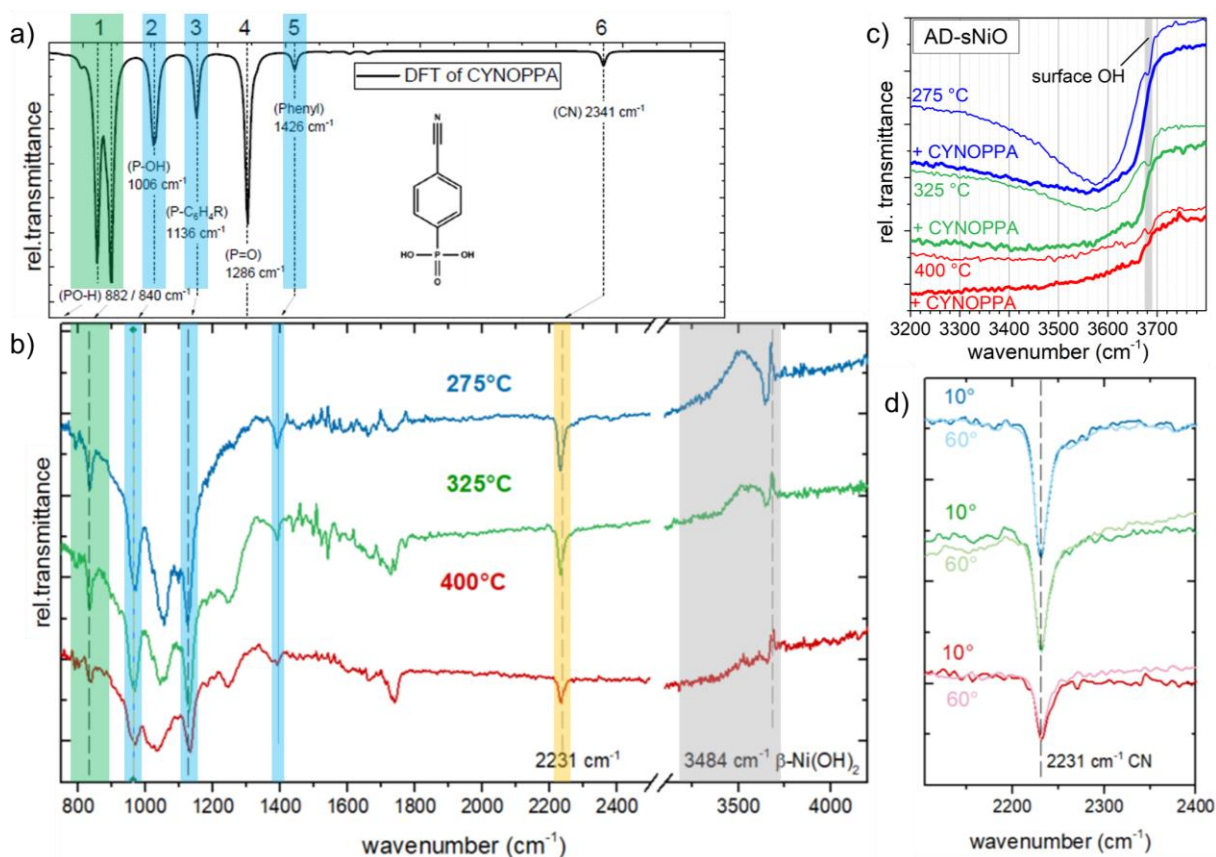 a)
1 2 3 4 5 6
DFT of CYNOPPA
(Phenyl)
1426 cm⁻¹
(CN) 2341 cm⁻¹
(P-OH)
1006 cm⁻¹
(P-C₆H₄R)
1136 cm⁻¹
(P=O)
1286 cm⁻¹
(PO-H) 882 / 840 cm⁻¹
N
HO P OH
O
rel.transmittance
b)
275°C
325°C
400°C
2231 cm⁻¹
3484 cm⁻¹ β-Ni(OH)₂
rel.transmittance
800 1000 1200 1400 1600 1800 2000 2200 2400 3500 4000
wavenumber (cm⁻¹)
c)
AD-sNiO
surface OH
275 °C
+ CYNOPPA
325 °C
+ CYNOPPA
400 °C
+ CYNOPPA
rel. transmittance
3200 3300 3400 3500 3600 3700
wavenumber (cm⁻¹)
d)
10°
60°
10°
60°
10°
60°
2231 cm⁻¹ CN
2200 2300 2400
wavenumber (cm⁻¹)